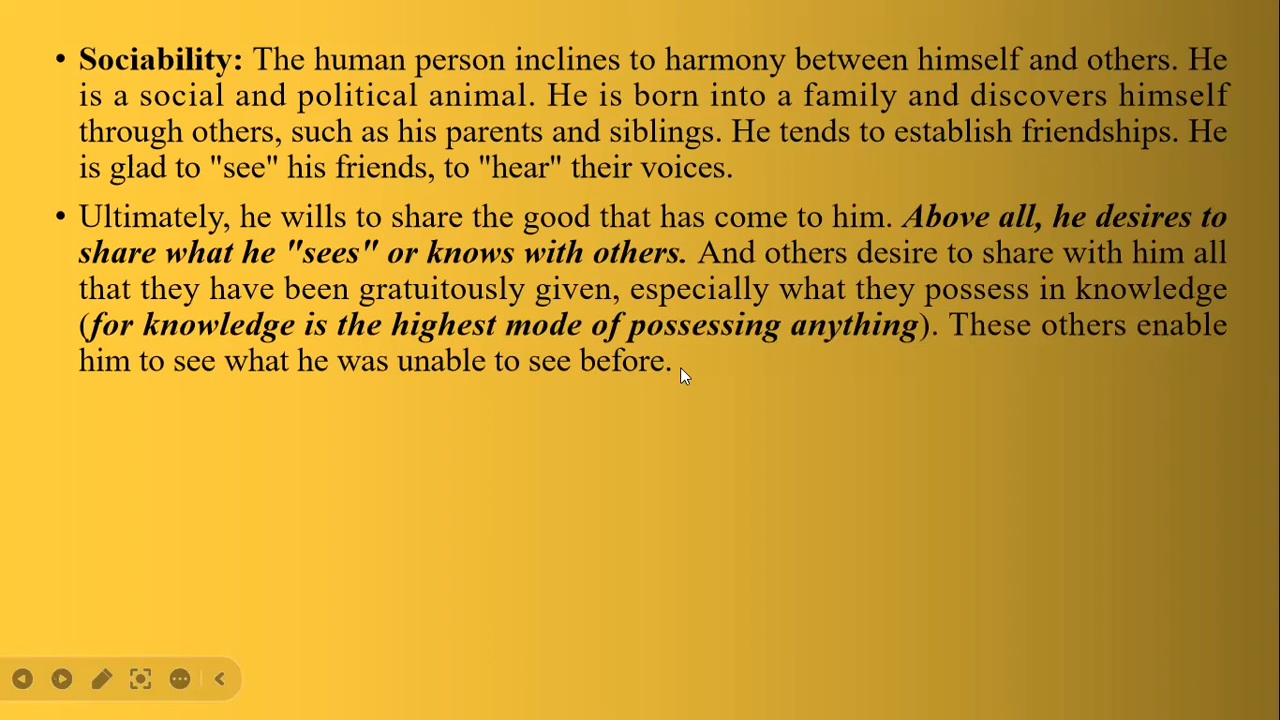 • Sociability: The human person inclines to harmony between himself and others. He
is a social and political animal. He is born into a family and discovers himself
through others, such as his parents and siblings. He tends to establish friendships. He
is glad to "see" his friends, to "hear" their voices.
• Ultimately, he wills to share the good that has come to him. Above all, he desires to
share what he "sees" or knows with others. And others desire to share with him all
that they have been gratuitously given, especially what they possess in knowledge
(for knowledge is the highest mode of possessing anything). These others enable
him to see what he was unable to see before.